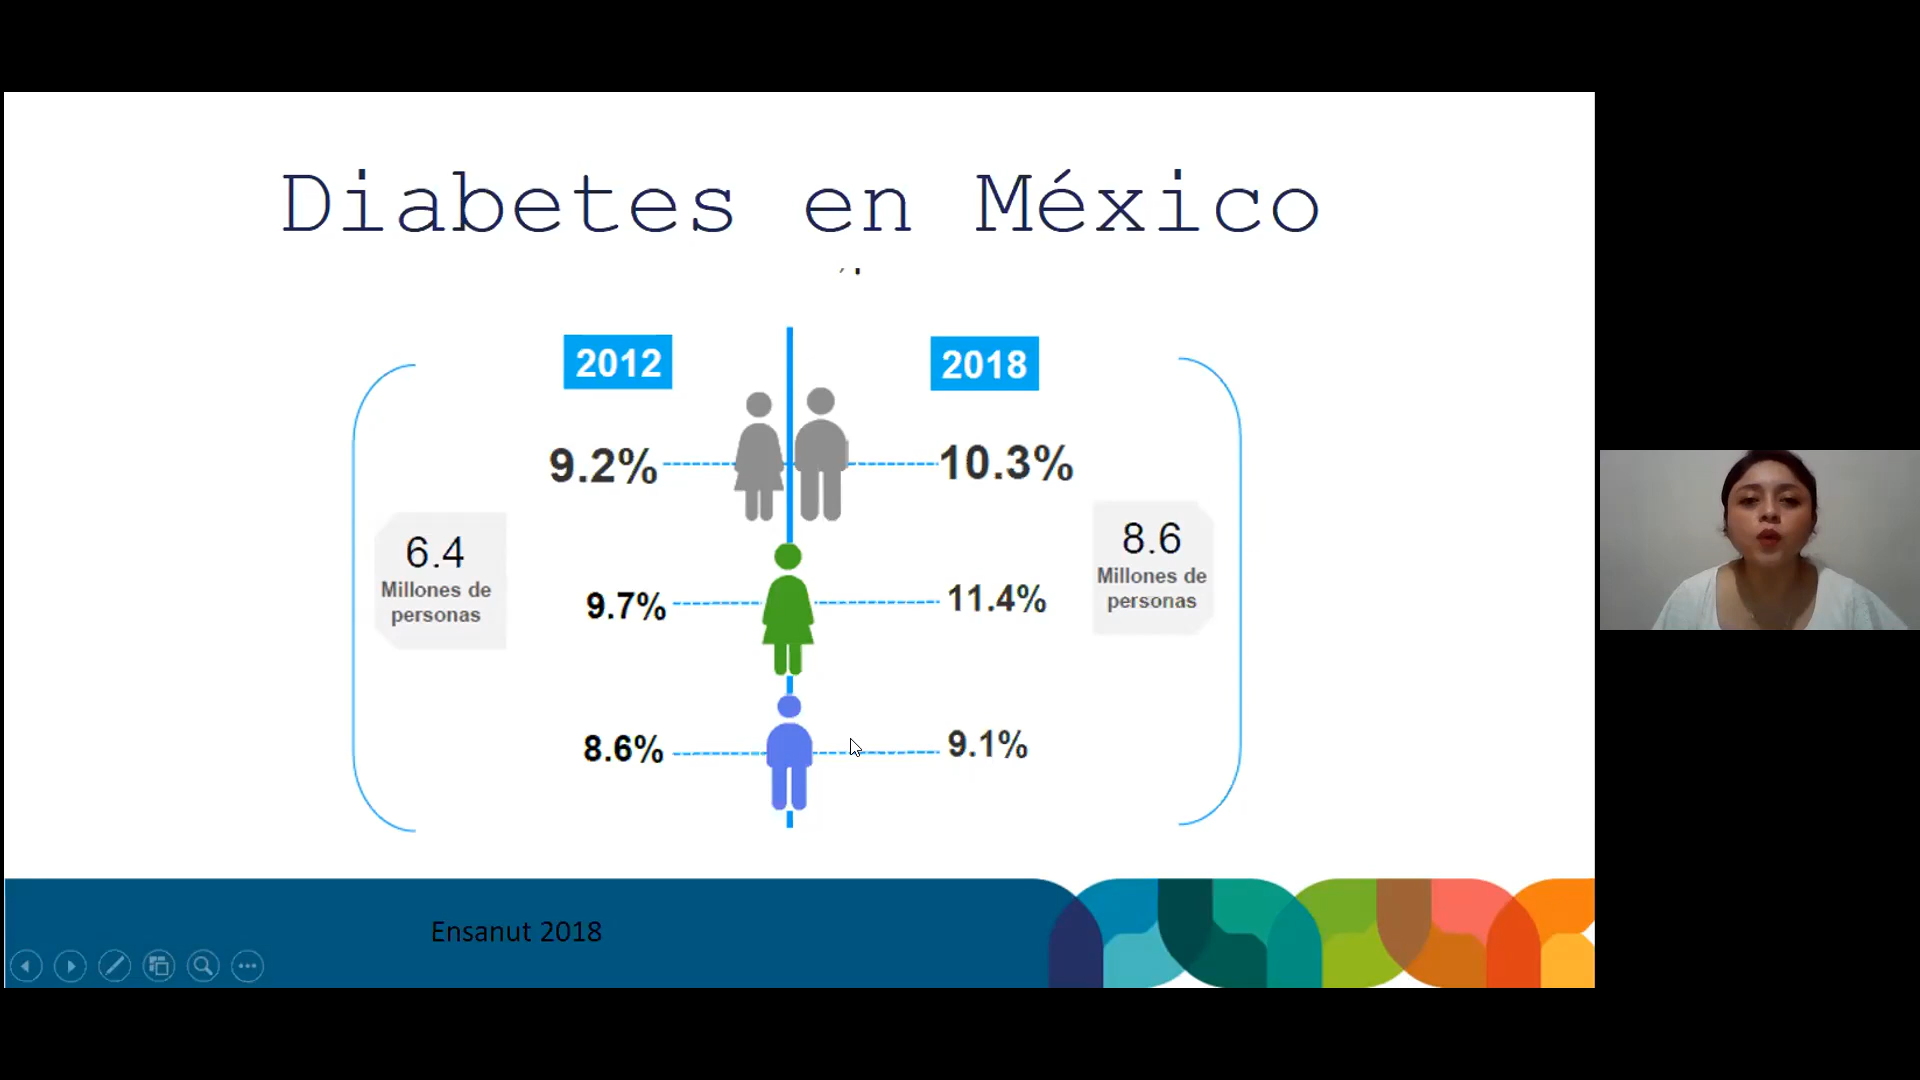 Diabetes en México
2012
2018
9.2%
10.3%
6.4
Millones de
personas
8.6
Millones de
personas
9.7%
11.4%
8.6%
9.1%
Ensanut 2018